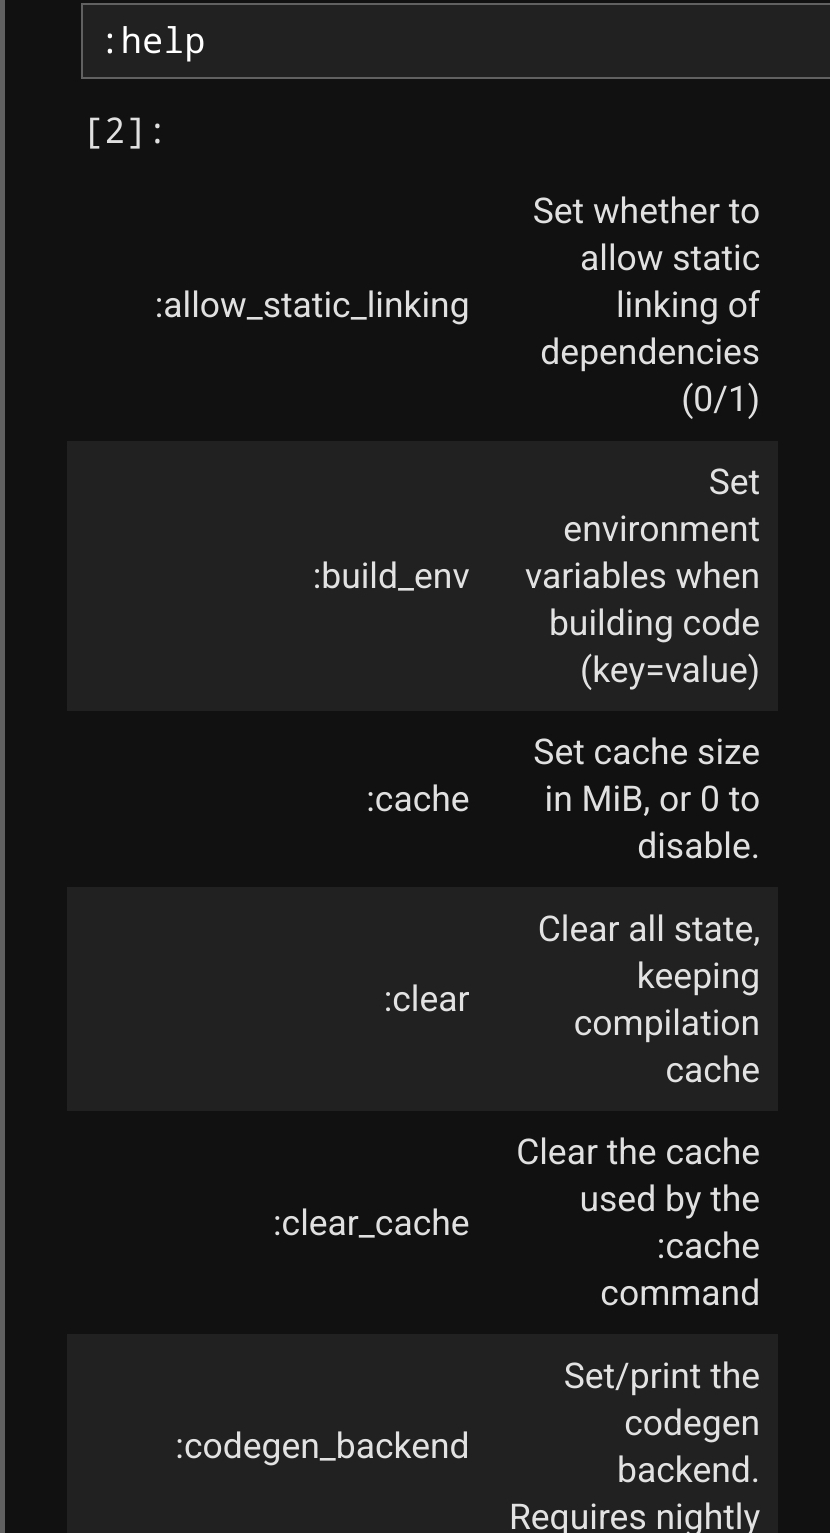 :help
[2]:
Set whether to
allow static
:allow_static_linking linking of
dependencies
(0/1)
Set
environment
:build_env variables when
building code
(key=value)
Set cache size
:cache in MiB, or 0 to
disable.
Clear all state,
keeping
:clear
compilation
cache
Clear the cache
used by the
:clear_cache
:cache
command
Set/print the
codegen
:codegen_backend
backend.
Requires nightly